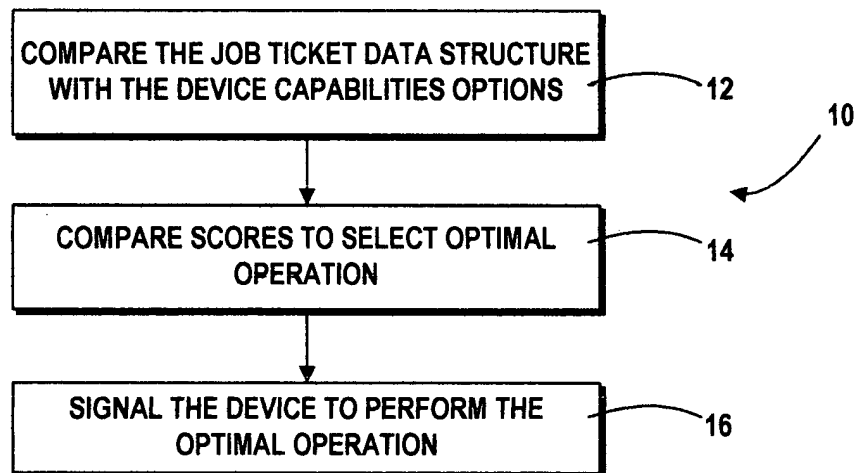 COMPARE THE JOB TICKET DATA STRUCTURE
WITH THE DEVICE CAPABILITIES OPTIONS
12
10
COMPARE SCORES TO SELECT OPTIMAL
OPERATION
14
SIGNAL THE DEVICE TO PERFORM THE
OPTIMAL OPERATION
16